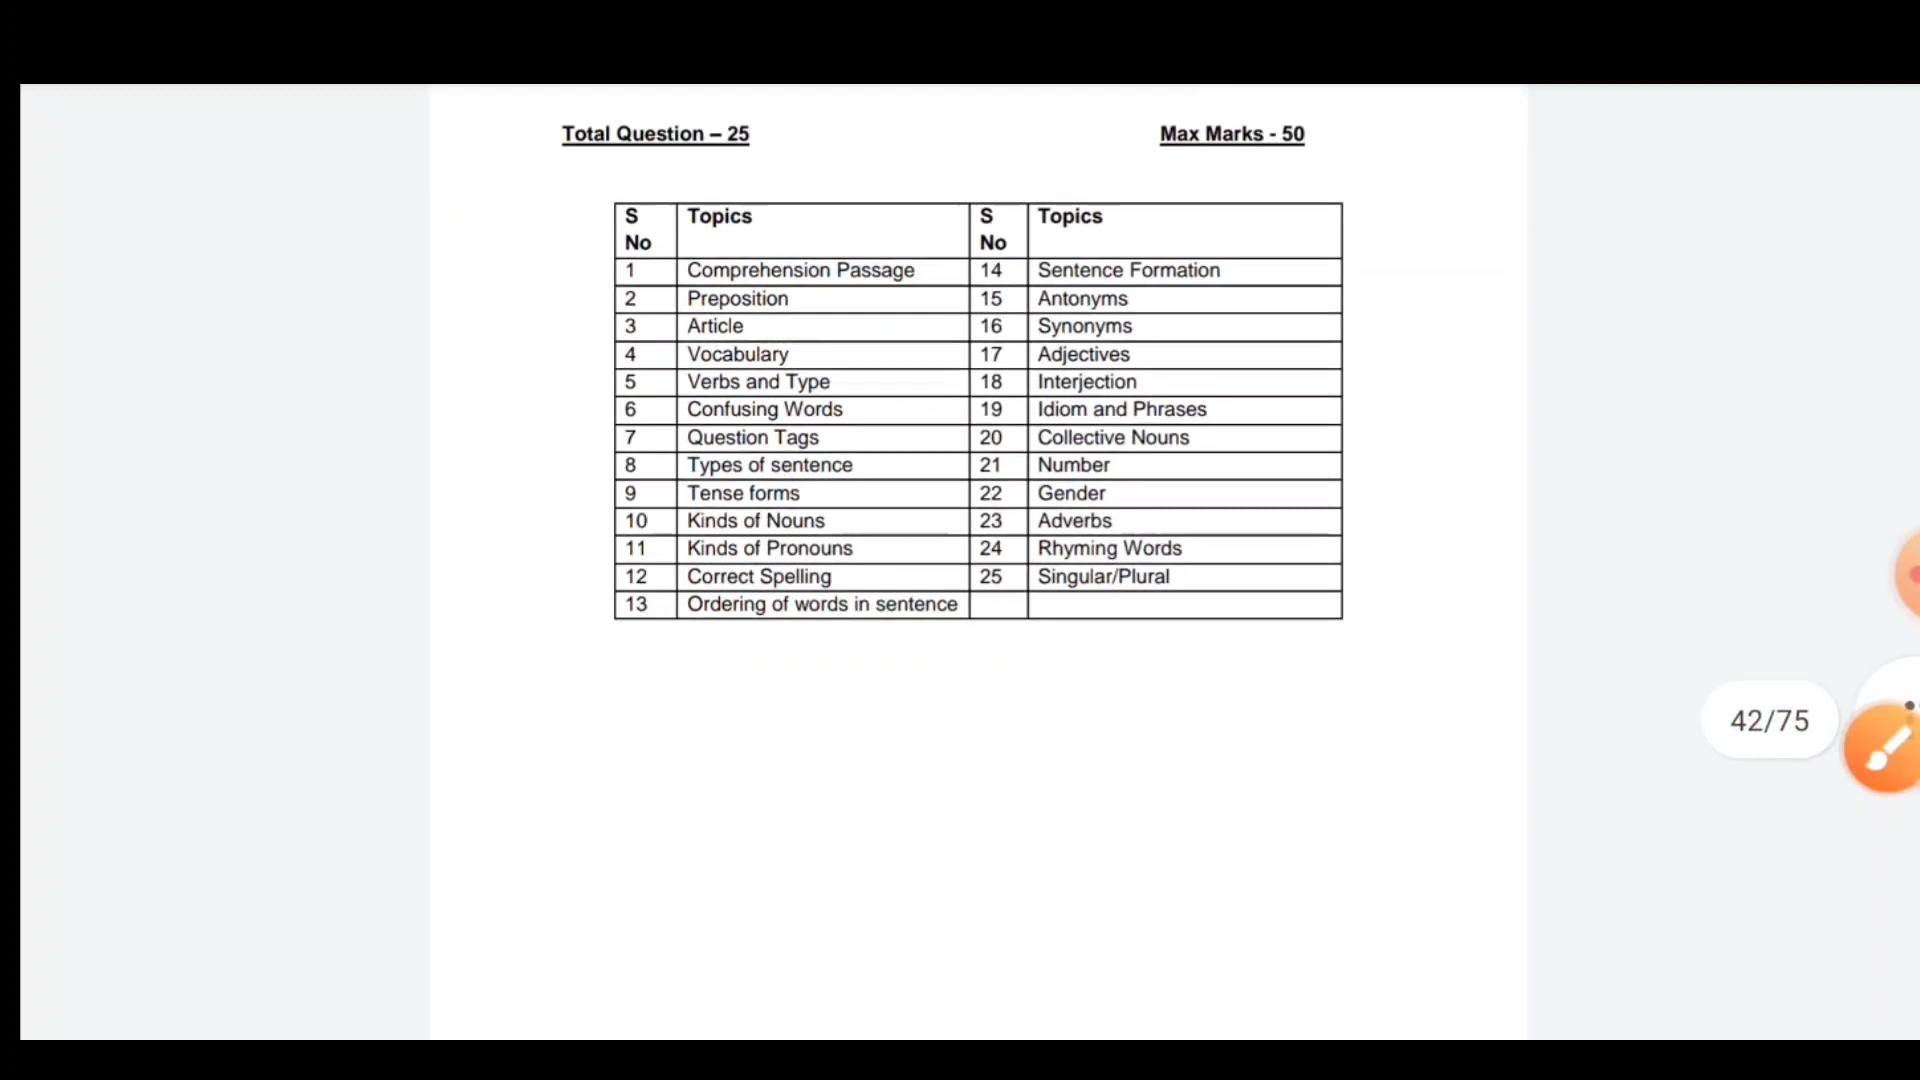 Total Question – 25 Max Marks - 50
S No Topics S No Topics
1 Comprehension Passage 14 Sentence Formation
2 Preposition 15 Antonyms
3 Article 16 Synonyms
4 Vocabulary 17 Adjectives
5 Verbs and Type 18 Interjection
6 Confusing Words 19 Idiom and Phrases
7 Question Tags 20 Collective Nouns
8 Types of sentence 21 Number
9 Tense forms 22 Gender
10 Kinds of Nouns 23 Adverbs
11 Kinds of Pronouns 24 Rhyming Words
12 Correct Spelling 25 Singular/Plural
13 Ordering of words in sentence
42/75